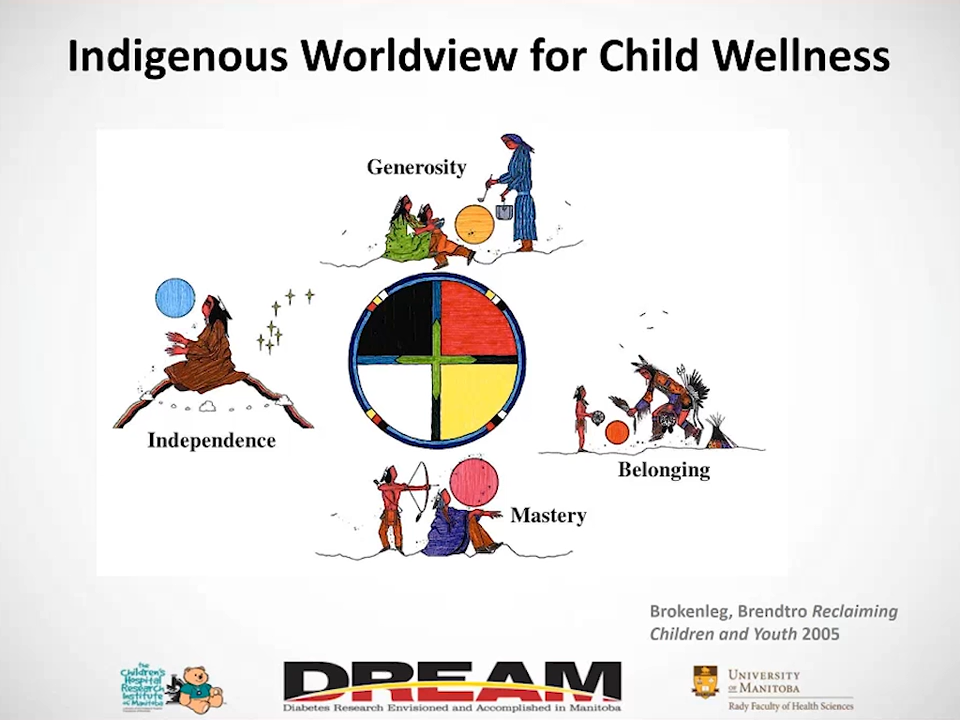 Indigenous Worldview for Child Wellness
Generosity
Independence
Belonging
Mastery
Brokenleg, Brendtro Reclaiming
Children and Youth 2005
the
Children's
Hospital
Research
Institute
of Manitoba
DREAM
Diabetes Research Envisioned and Accomplished in Manitoba
UNIVERSITY
OF MANITOBA
Rady Faculty of Health Sciences